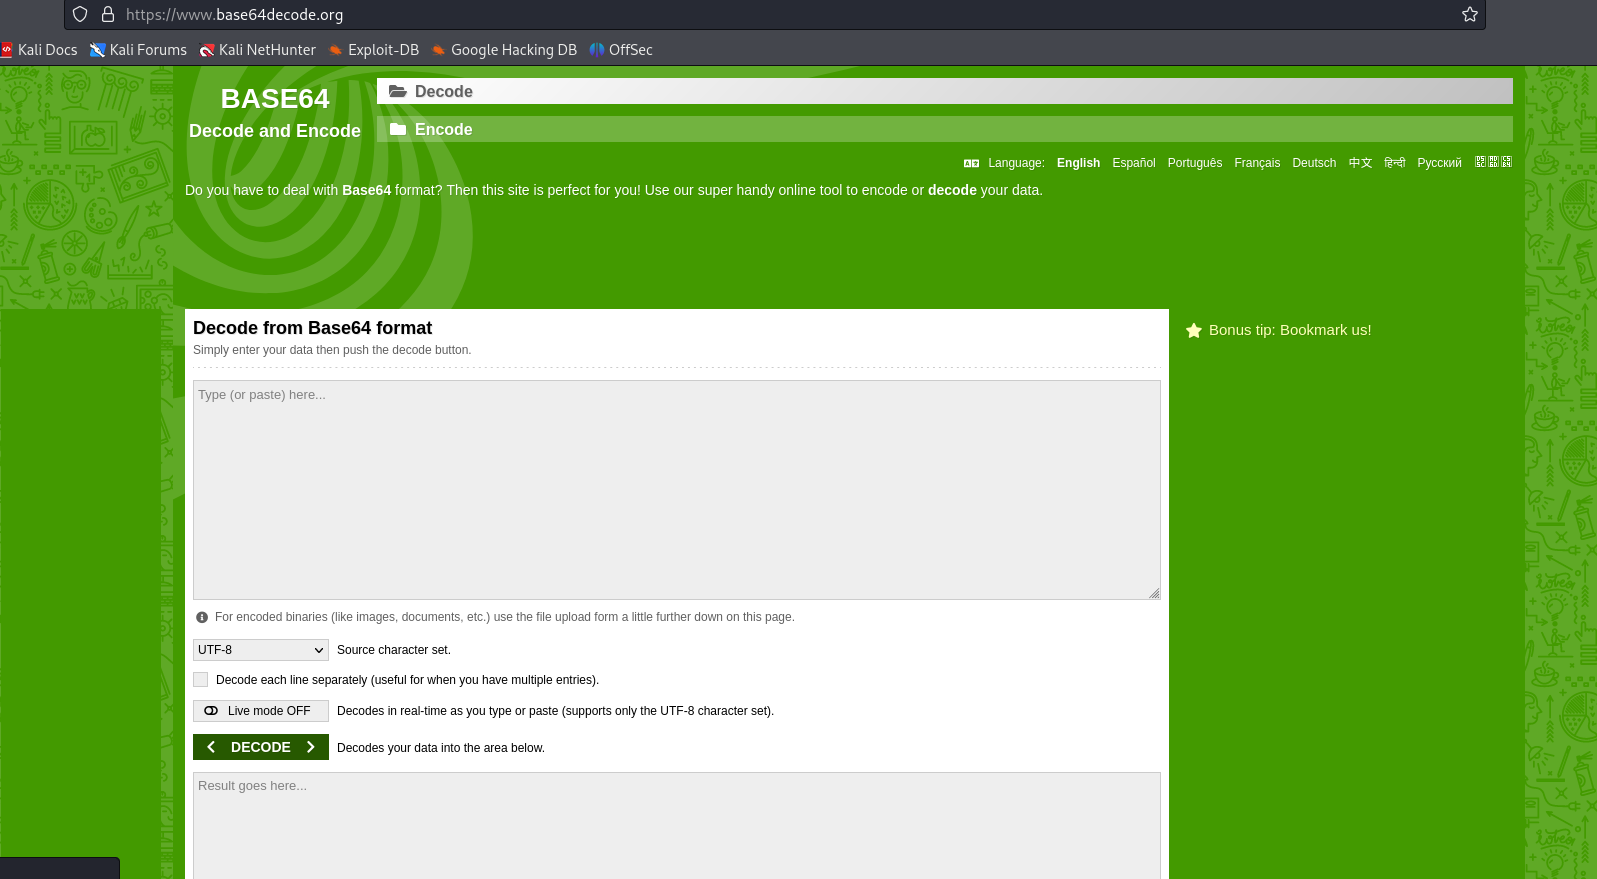 https://www.base64decode.org
Kali Docs Kali Forums Kali NetHunter Exploit-DB Google Hacking DB OffSec
BASE64
Decode and Encode
Decode
Encode
Language: English Español Português Français Deutsch 中文 हिन्दी Русский
Do you have to deal with Base64 format? Then this site is perfect for you! Use our super handy online tool to encode or decode your data.
Decode from Base64 format
Simply enter your data then push the decode button.
Bonus tip: Bookmark us!
Type (or paste) here...
For encoded binaries (like images, documents, etc.) use the file upload form a little further down on this page.
UTF-8 Source character set.
Decode each line separately (useful for when you have multiple entries).
Live mode OFF Decodes in real-time as you type or paste (supports only the UTF-8 character set).
DECODE Decodes your data into the area below.
Result goes here...